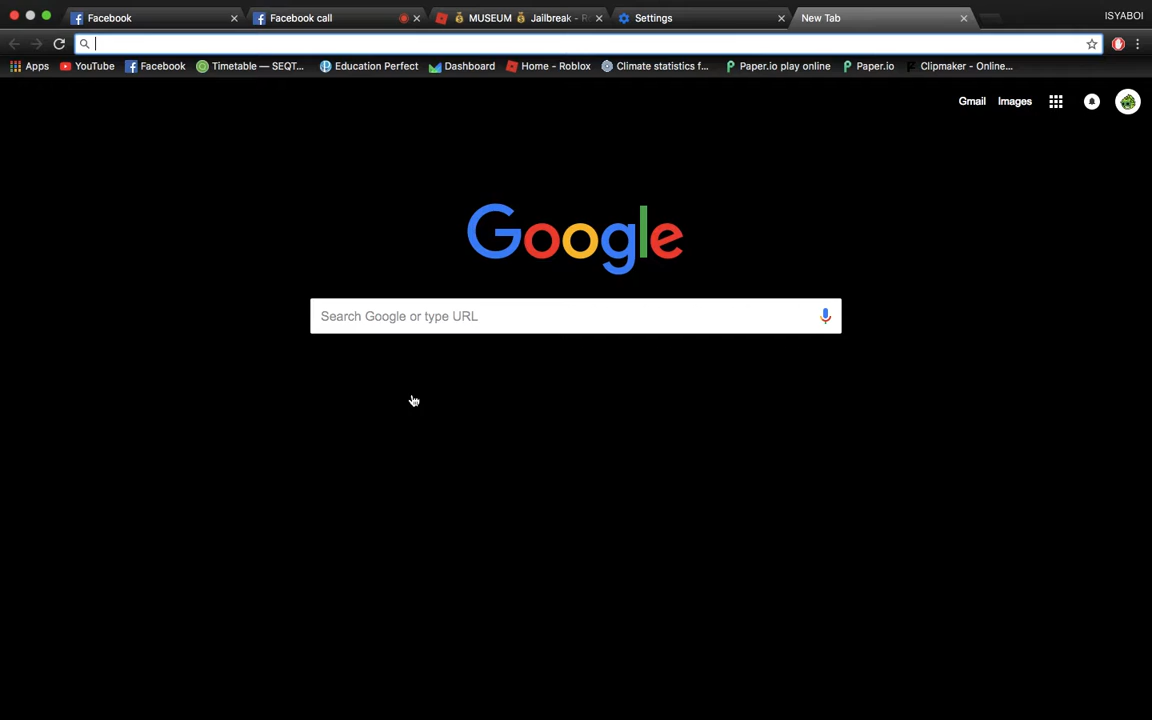 Facebook
Facebook call
MUSEUM Jailbreak - R
Settings
New Tab
ISYABOI
Apps
YouTube
Facebook
Timetable — SEQT...
Education Perfect
Dashboard
Home - Roblox
Climate statistics f...
Paper.io play online
Paper.io
Clipmaker - Online...
Gmail
Images
Google
Search Google or type URL